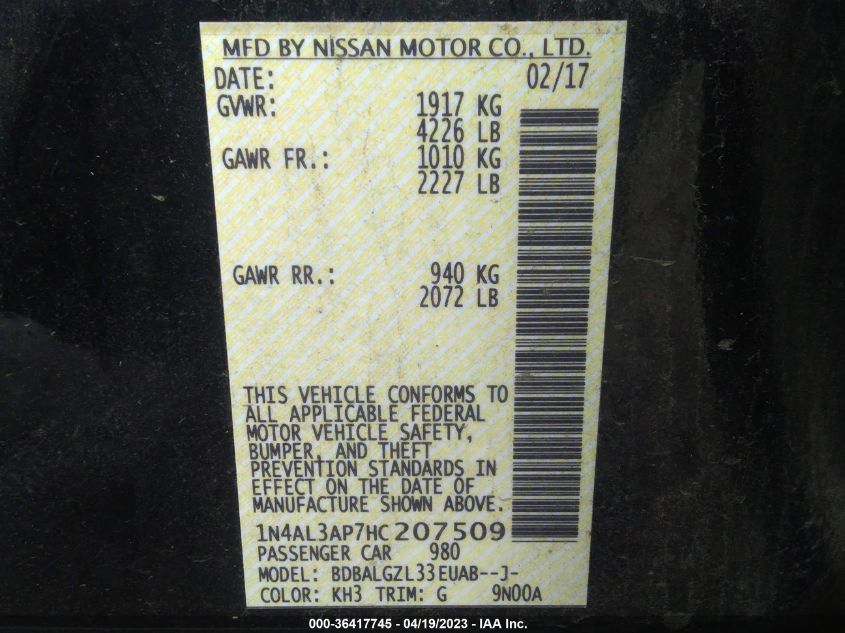 MFD BY NISSAN MOTOR CO., LTD.
DATE: 02/17
GVWR: 1917 KG
4226 LB
GAWR FR.: 1010 KG
2227 LB
GAWR RR.: 940 KG
2072 LB
THIS VEHICLE CONFORMS TO
ALL APPLICABLE FEDERAL
MOTOR VEHICLE SAFETY,
BUMPER, AND THEFT
PREVENTION STANDARDS IN
EFFECT ON THE DATE OF
MANUFACTURE SHOWN ABOVE.
1N4AL3AP7HC207509
PASSENGER CAR 980
MODEL: BDBALGZL33EUAB--J-
COLOR: KH3 TRIM: G 9N00A
000-36417745 - 04/19/2023 - IAA Inc.